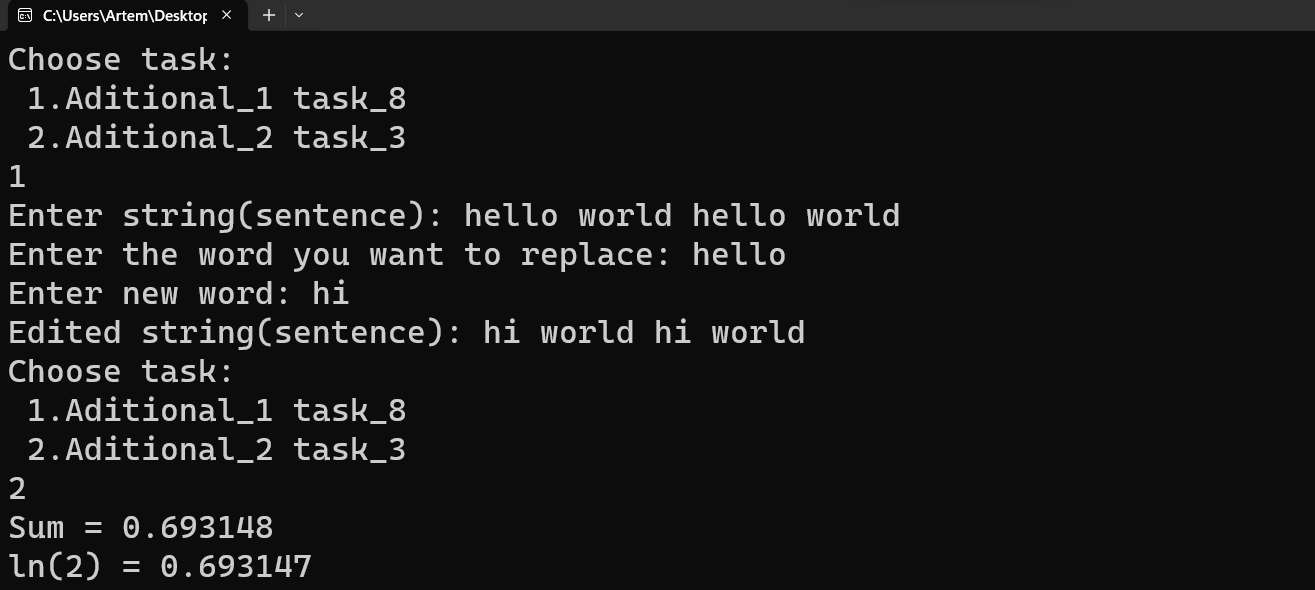 C:\Users\Artem\Desktop
Choose task:
 1.Aditional_1 task_8
 2.Aditional_2 task_3
1
Enter string(sentence): hello world hello world
Enter the word you want to replace: hello
Enter new word: hi
Edited string(sentence): hi world hi world
Choose task:
 1.Aditional_1 task_8
 2.Aditional_2 task_3
2
Sum = 0.693148
ln(2) = 0.693147